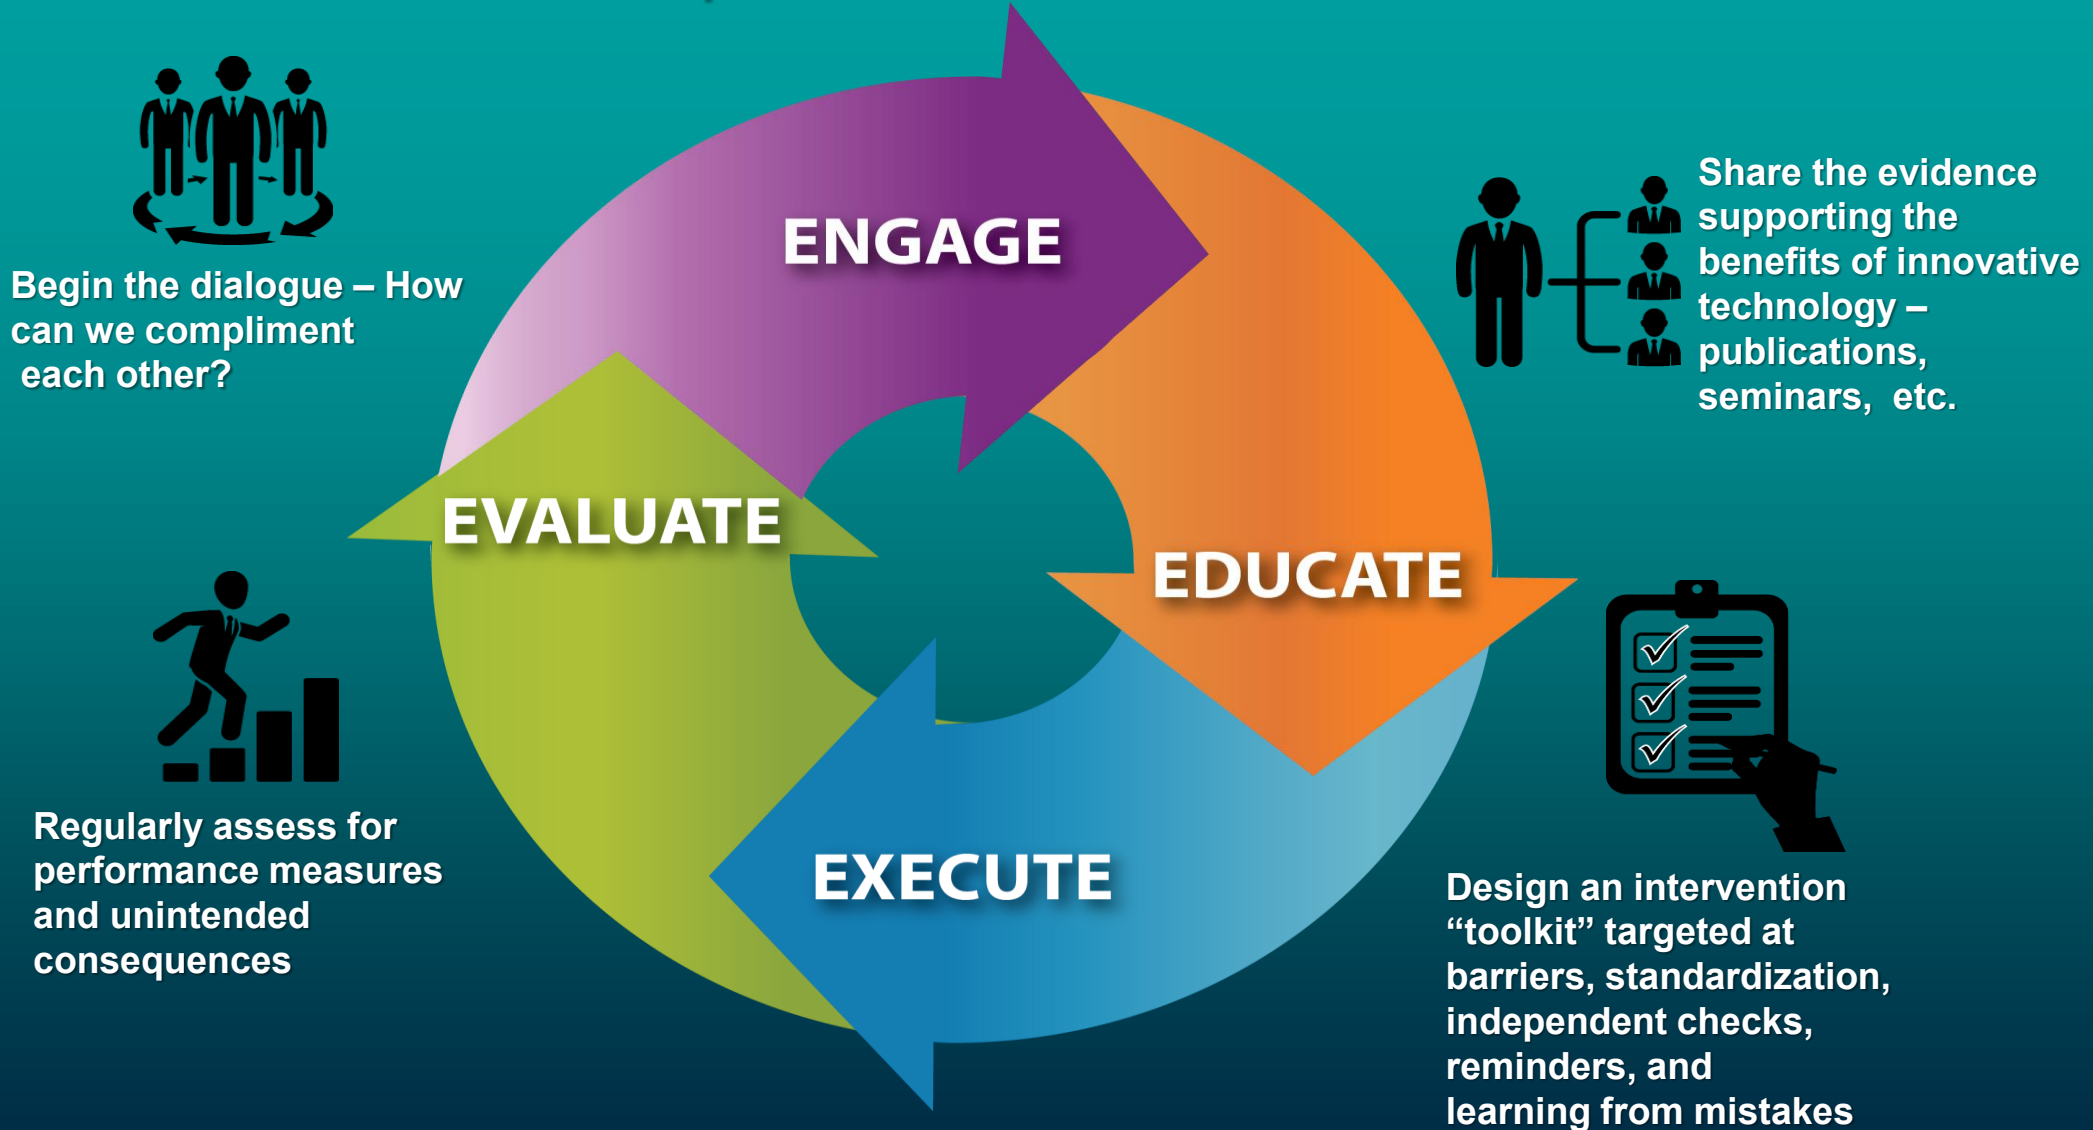 ENGAGE
Begin the dialogue – How
can we compliment
each other?
Share the evidence
supporting the
benefits of innovative
technology –
publications,
seminars, etc.
EVALUATE
EDUCATE
EXECUTE
Regularly assess for
performance measures
and unintended
consequences
Design an intervention
“toolkit” targeted at
barriers, standardization,
independent checks,
reminders, and
learning from mistakes